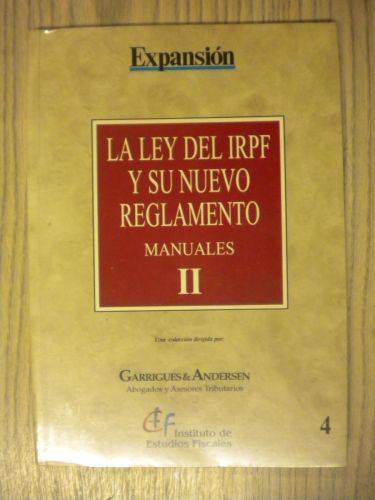 Expansión
LA LEY DEL IRPF
Y SU NUEVO
REGLAMENTO
MANUALES
II
Una colección dirigida por:
GARRIGUES & ANDERSEN
Abogados y Asesores Tributarios
Instituto de
Estudios Fiscales
4